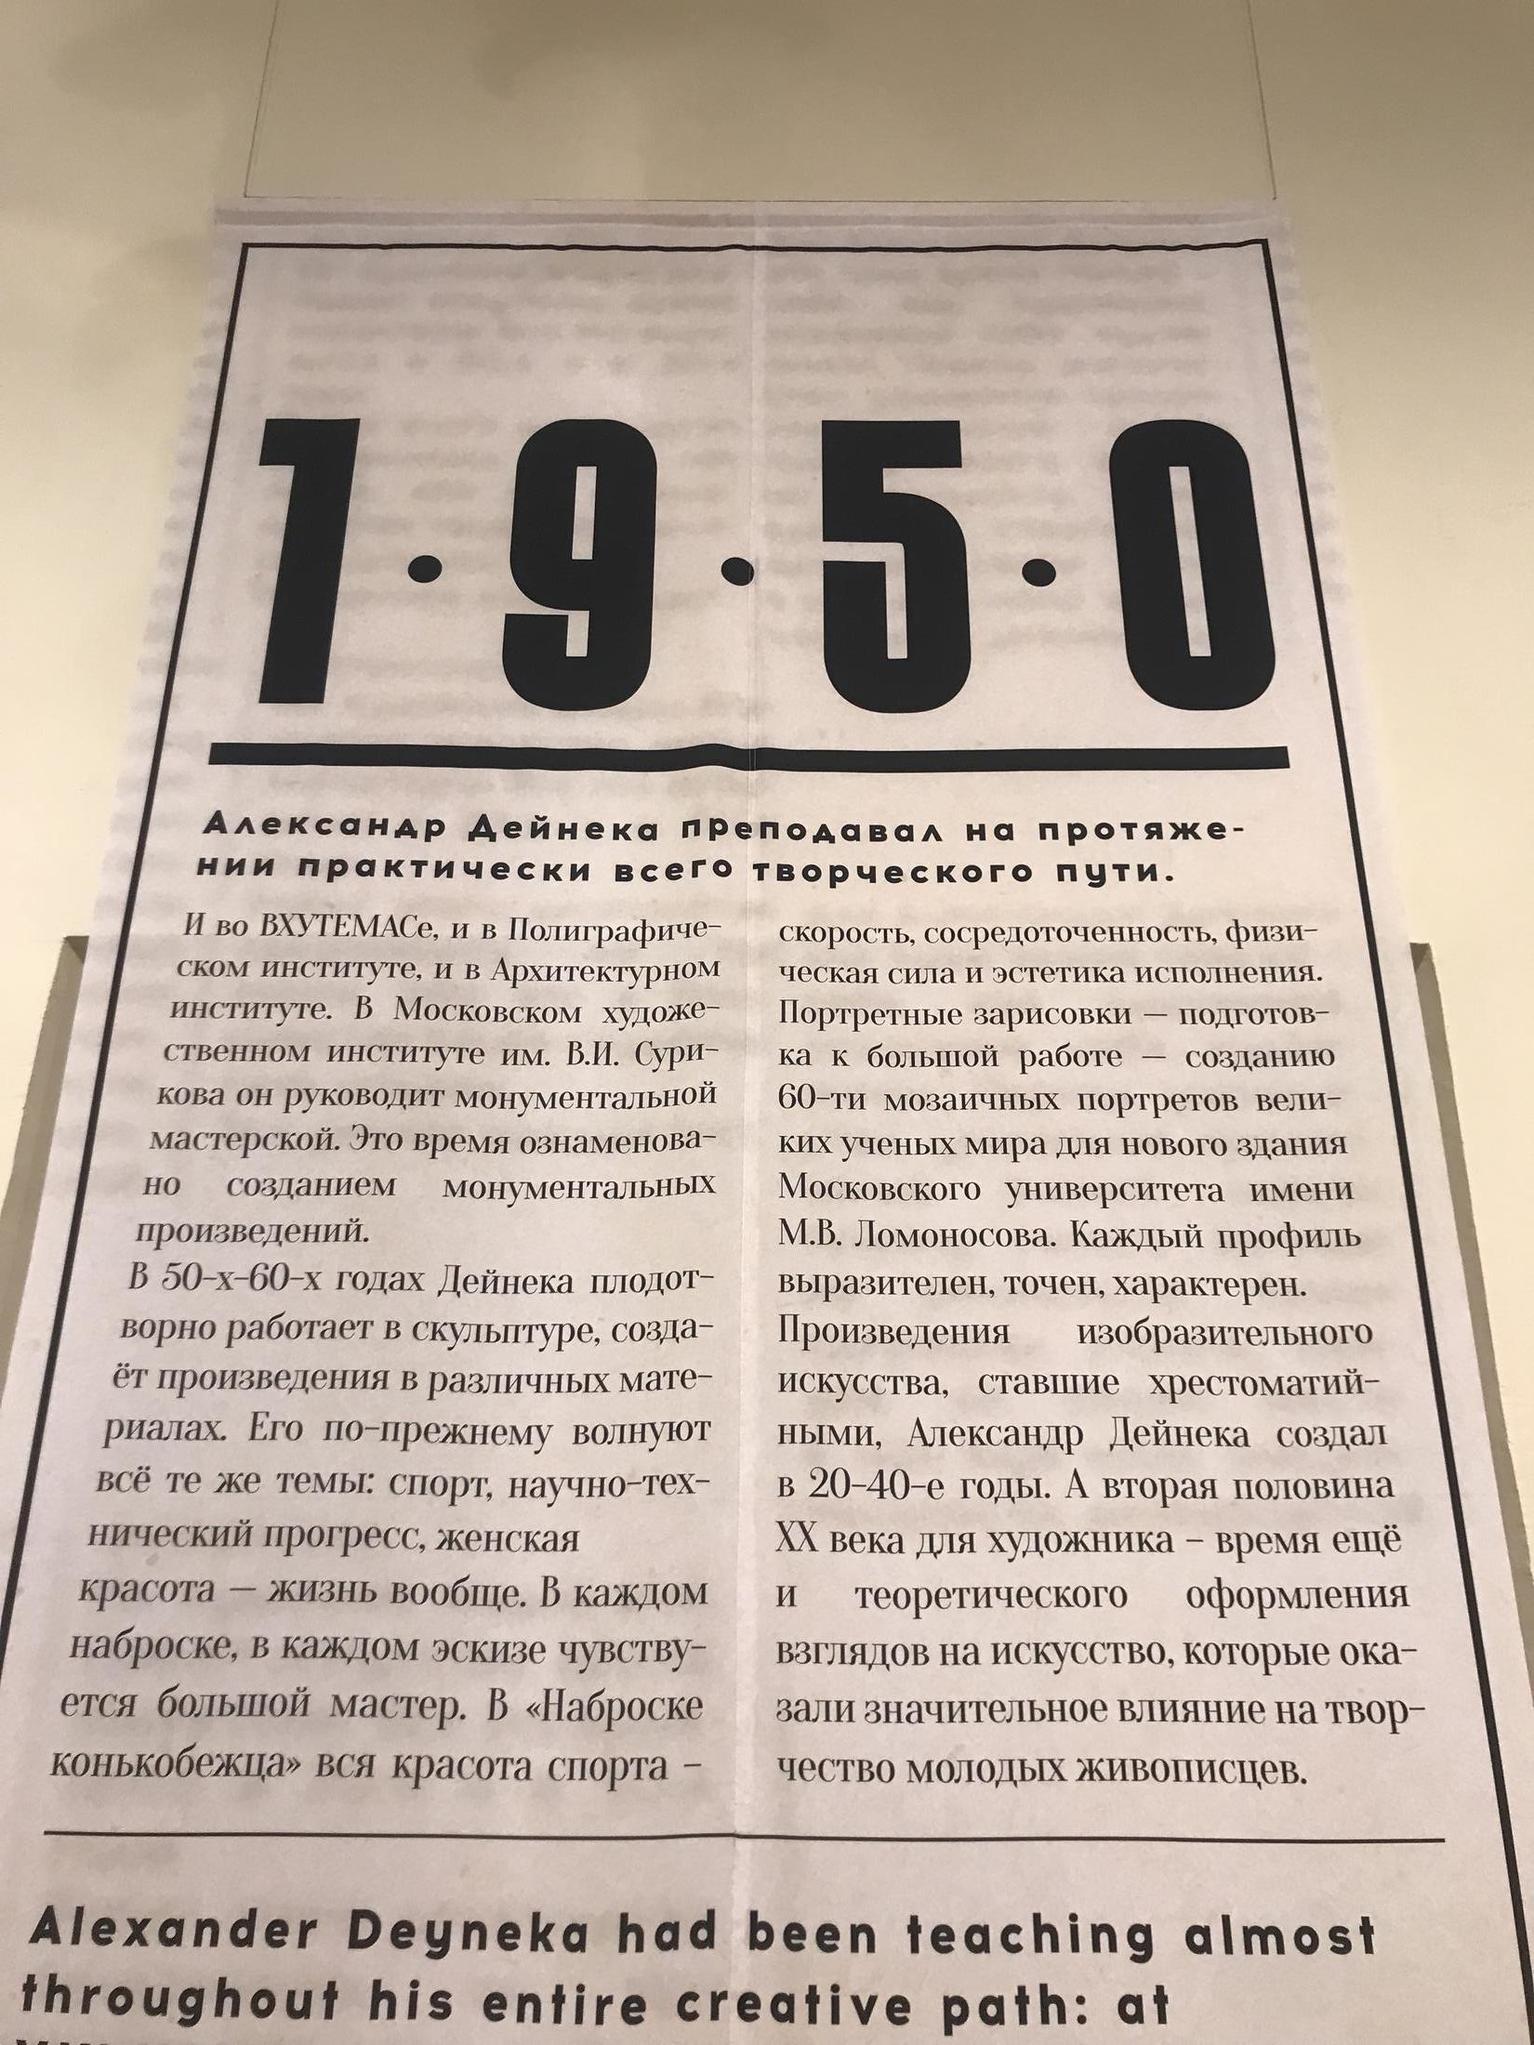 1·9·5·0
Александр Дейнека преподавал на протяже-
нии практически всего творческого пути.
И во ВХУТЕМАСе, и в Полиграфиче-
ском институте, и в Архитектурном
институте. В Московском художе-
ственном институте им. В.И. Сури-
кова он руководит монументальной
мастерской. Это время ознаменова-
но созданием монументальных
произведений.
В 50-х-60-х годах Дейнека плодот-
ворно работает в скульптуре, созда-
ёт произведения в различных мате-
риалах. Его по-прежнему волнуют
всё те же темы: спорт, научно-тех-
нический прогресс, женская
красота — жизнь вообще. В каждом
наброске, в каждом эскизе чувству-
ется большой мастер. В «Наброске
конькобежца» вся красота спорта –
скорость, сосредоточенность, физи-
ческая сила и эстетика исполнения.
Портретные зарисовки — подготов-
ка к большой работе — созданию
60-ти мозаичных портретов вели-
ких ученых мира для нового здания
Московского университета имени
М.В. Ломоносова. Каждый профиль
выразителен, точен, характерен.
Произведения изобразительного
искусства, ставшие хрестоматий-
ными, Александр Дейнека создал
в 20-40-е годы. А вторая половина
XX века для художника – время ещё
и теоретического оформления
взглядов на искусство, которые ока-
зали значительное влияние на твор-
чество молодых живописцев.
Alexander Deyneka had been teaching almost
throughout his entire creative path: at